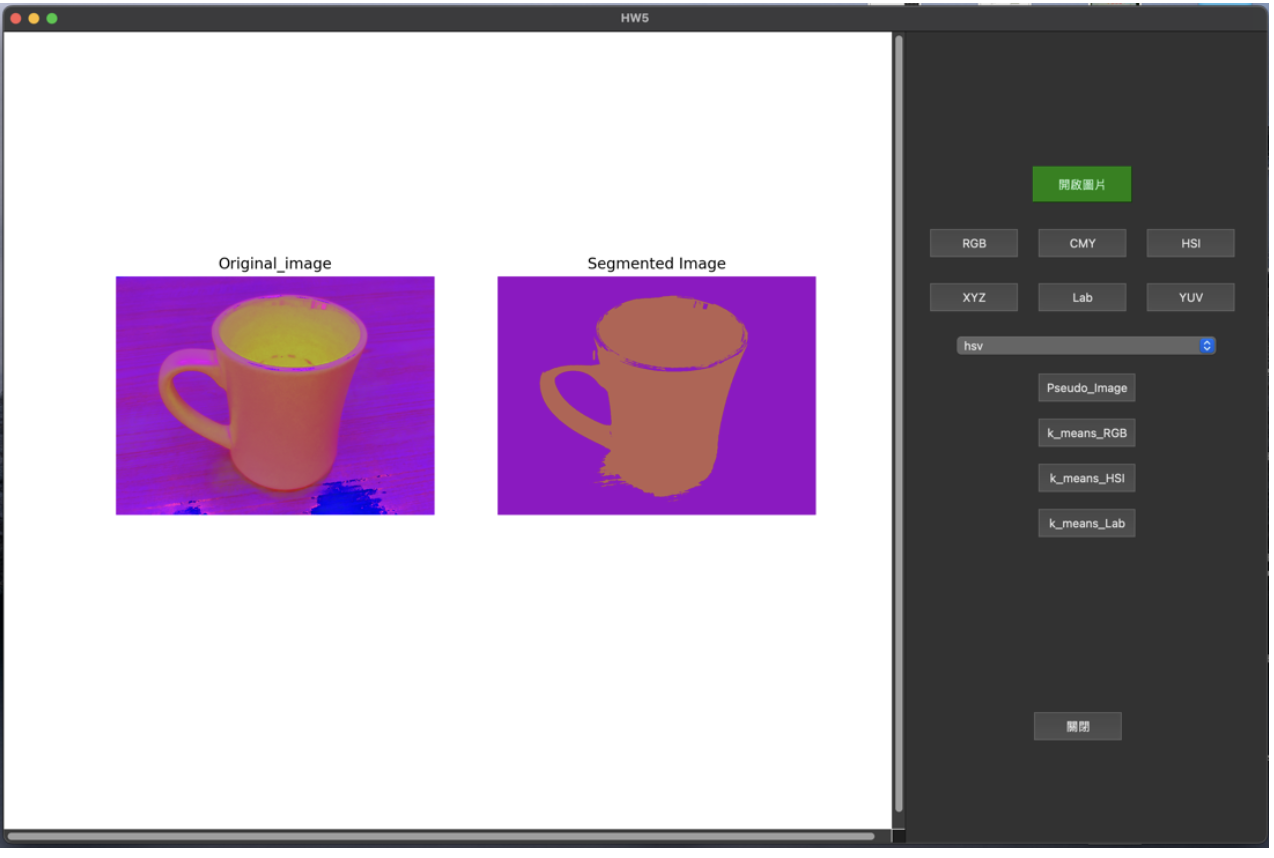 HW5
Original_image
Segmented Image
開啟圖片
RGB
CMY
HSI
XYZ
Lab
YUV
hsv
Pseudo_Image
k_means_RGB
k_means_HSI
k_means_Lab
關閉